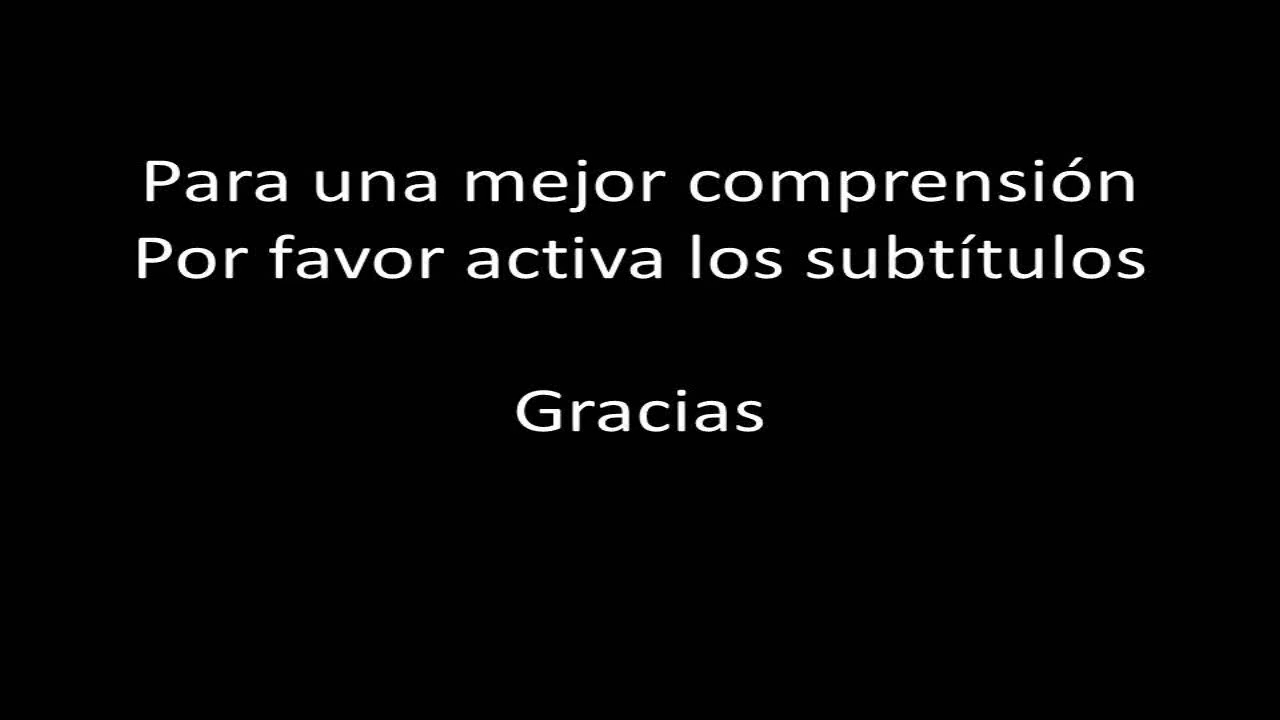 Para una mejor comprensión
Por favor activa los subtítulos
Gracias